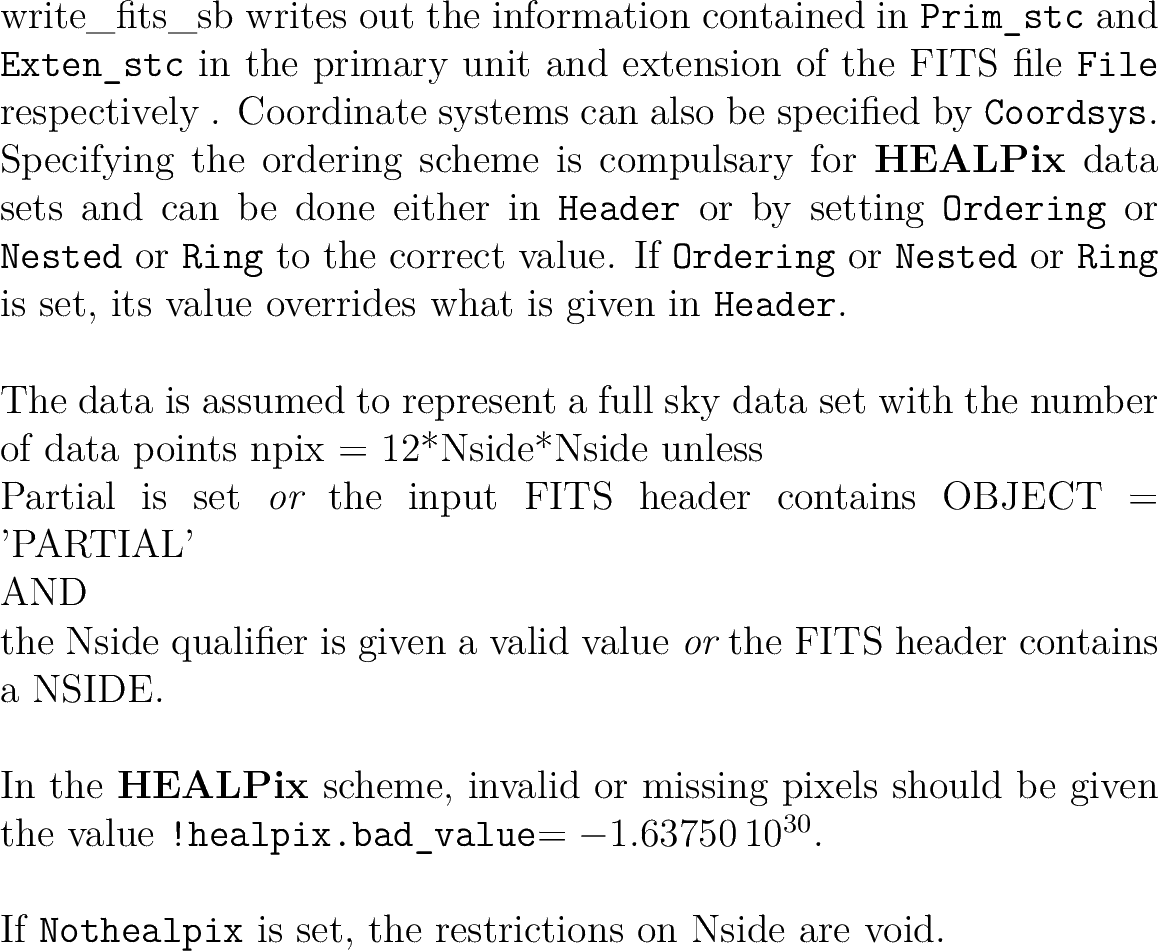 write_fits_sb writes out the information contained in Prim_stc and
Exten_stc in the primary unit and extension of the FITS file File
respectively . Coordinate systems can also be specified by Coordsys.
Specifying the ordering scheme is compulsary for HEALPix data
sets and can be done either in Header or by setting Ordering or
Nested or Ring to the correct value. If Ordering or Nested or Ring
is set, its value overrides what is given in Header.
The data is assumed to represent a full sky data set with the number
of data points npix = 12*Nside*Nside unless
Partial is set or the input FITS header contains OBJECT =
’PARTIAL’
AND
the Nside qualifier is given a valid value or the FITS header contains
a NSIDE.
In the HEALPix scheme, invalid or missing pixels should be given
the value !healpix.bad_value= −1.63750 10³⁰.
If Nothealpix is set, the restrictions on Nside are void.